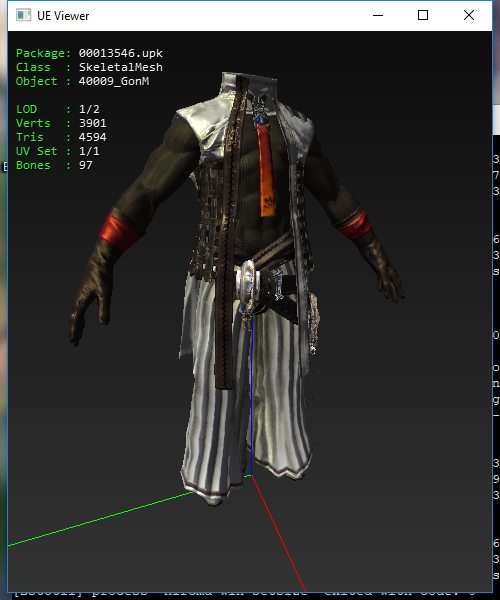 UE Viewer
Package: 00013546.upk
Class : SkeletalMesh
Object : 40009_GonM
LOD : 1/2
Verts : 3901
Tris : 4594
UV Set : 1/1
Bones : 97